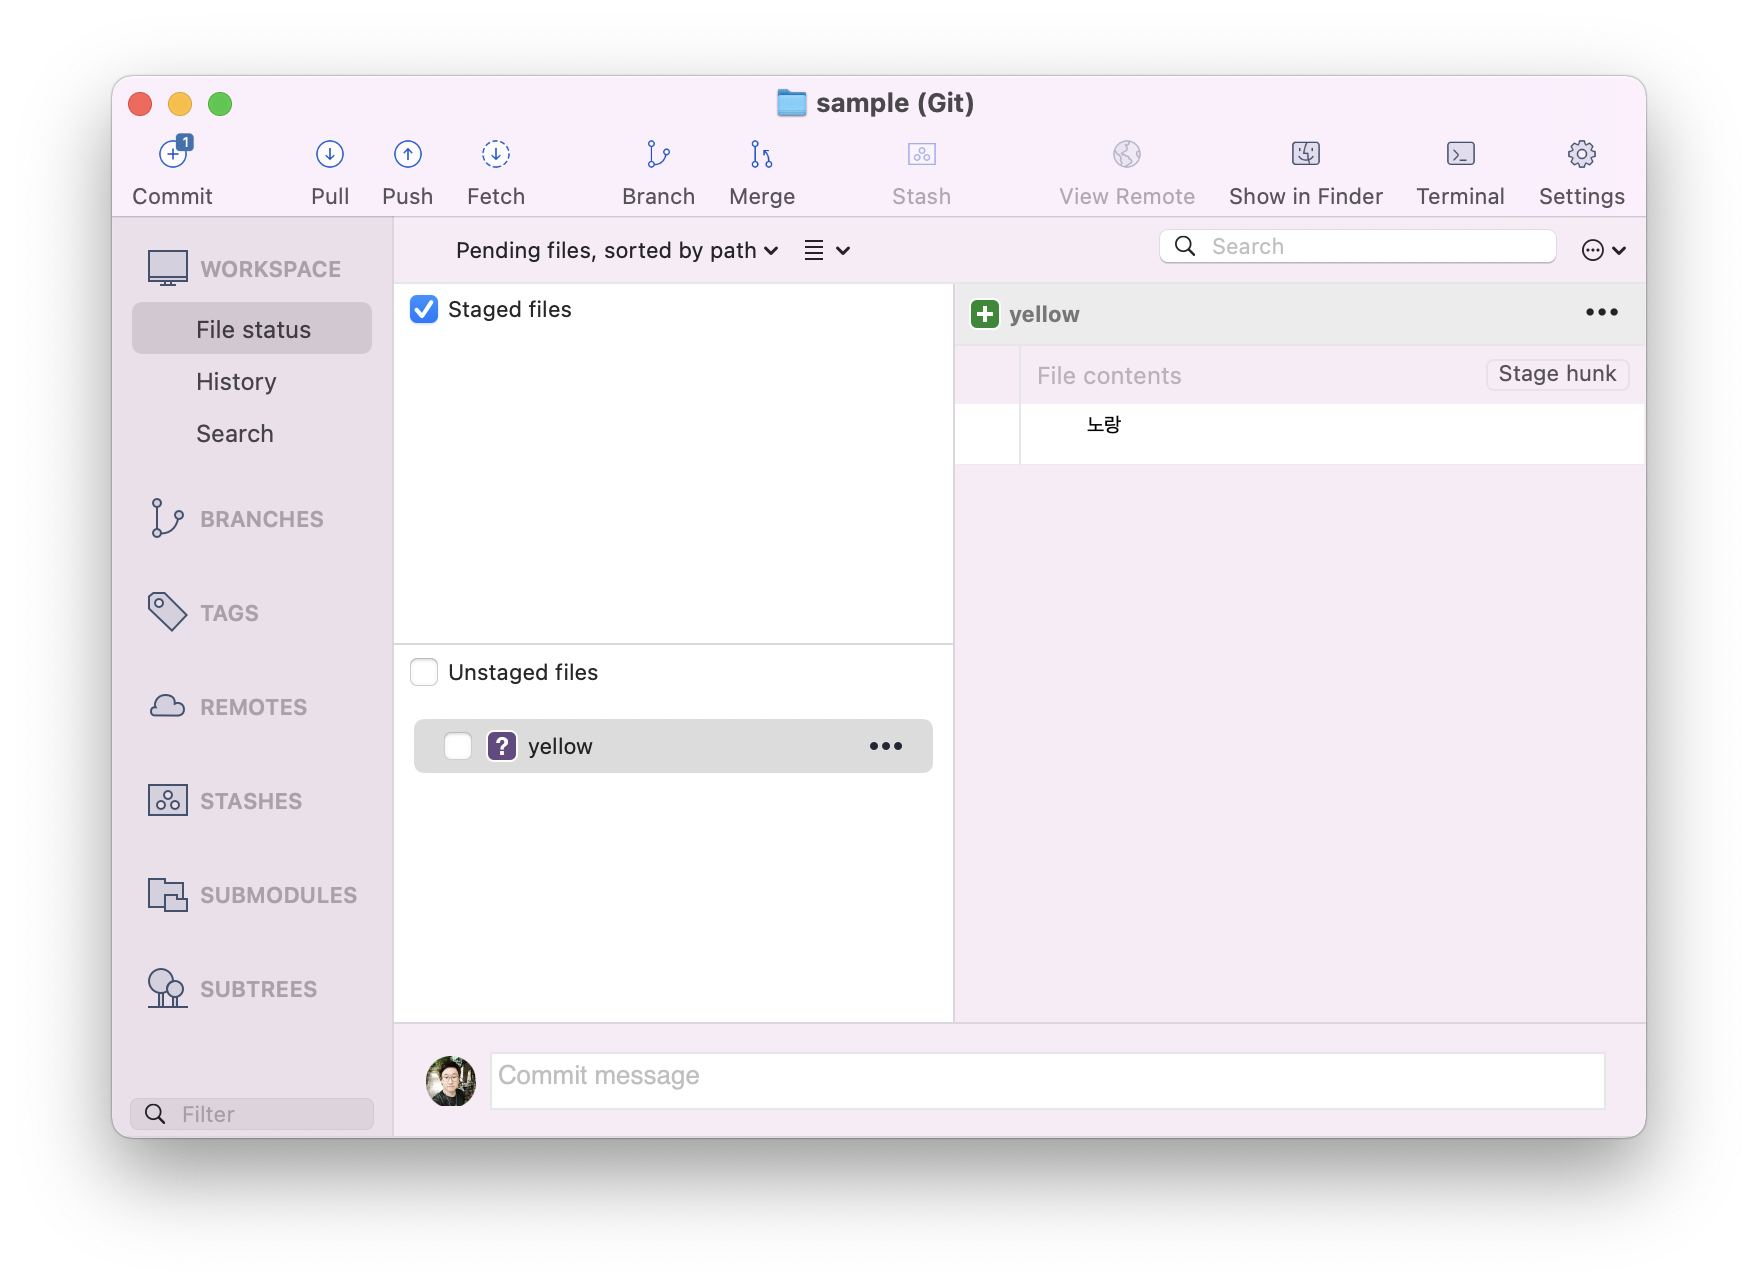 sample (Git)
1
Commit
Pull
Push
Fetch
Branch
Merge
Stash
View Remote
Show in Finder
Terminal
Settings
WORKSPACE
File status
History
Search
BRANCHES
TAGS
REMOTES
STASHES
SUBMODULES
SUBTREES
Filter
Pending files, sorted by path
Search
Staged files
Unstaged files
? yellow
yellow
File contents
Stage hunk
노랑
Commit message